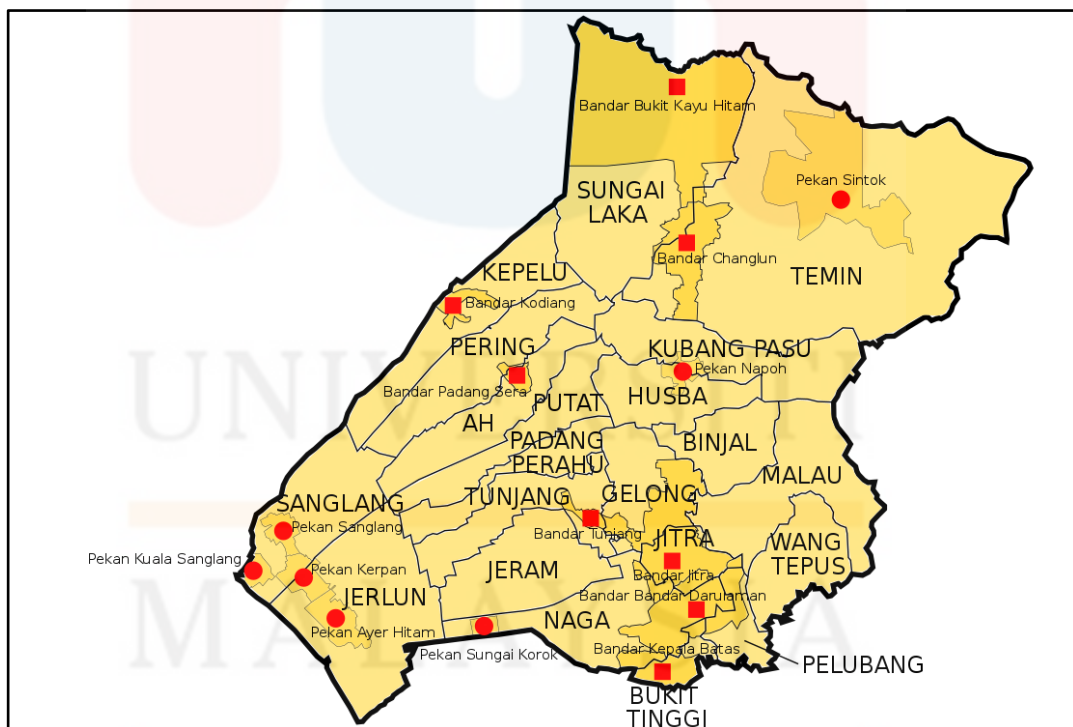 Bandar Bukit Kayu Hitam
Pekan Sintok
SUNGAI
LAKA
Bandar Changlun
KEPELU
TEMIN
Bandar Kodiang
PERING
KUBANG PASU
Pekan Napoh
Bandar Padang Sera
PUTAT
HUSBA
AH
PADANG
PERAHU
BINJAL
UNIVERSITI
MALAU
TUNJANG
GELONG
SANGLANG
Pekan Sanglang
Bandar Tunjang
JITRA
WANG
TEPUS
Pekan Kuala Sanglang
Pekan Kerpan
JERAM
Bandar Jitra
JERLUN
Bandar Bandar Darulaman
MALAYSIA
NAGA
Pekan Ayer Hitam
Pekan Sungai Korok
Bandar Kepala Batas
PELUBANG
BUKIT
TINGGI